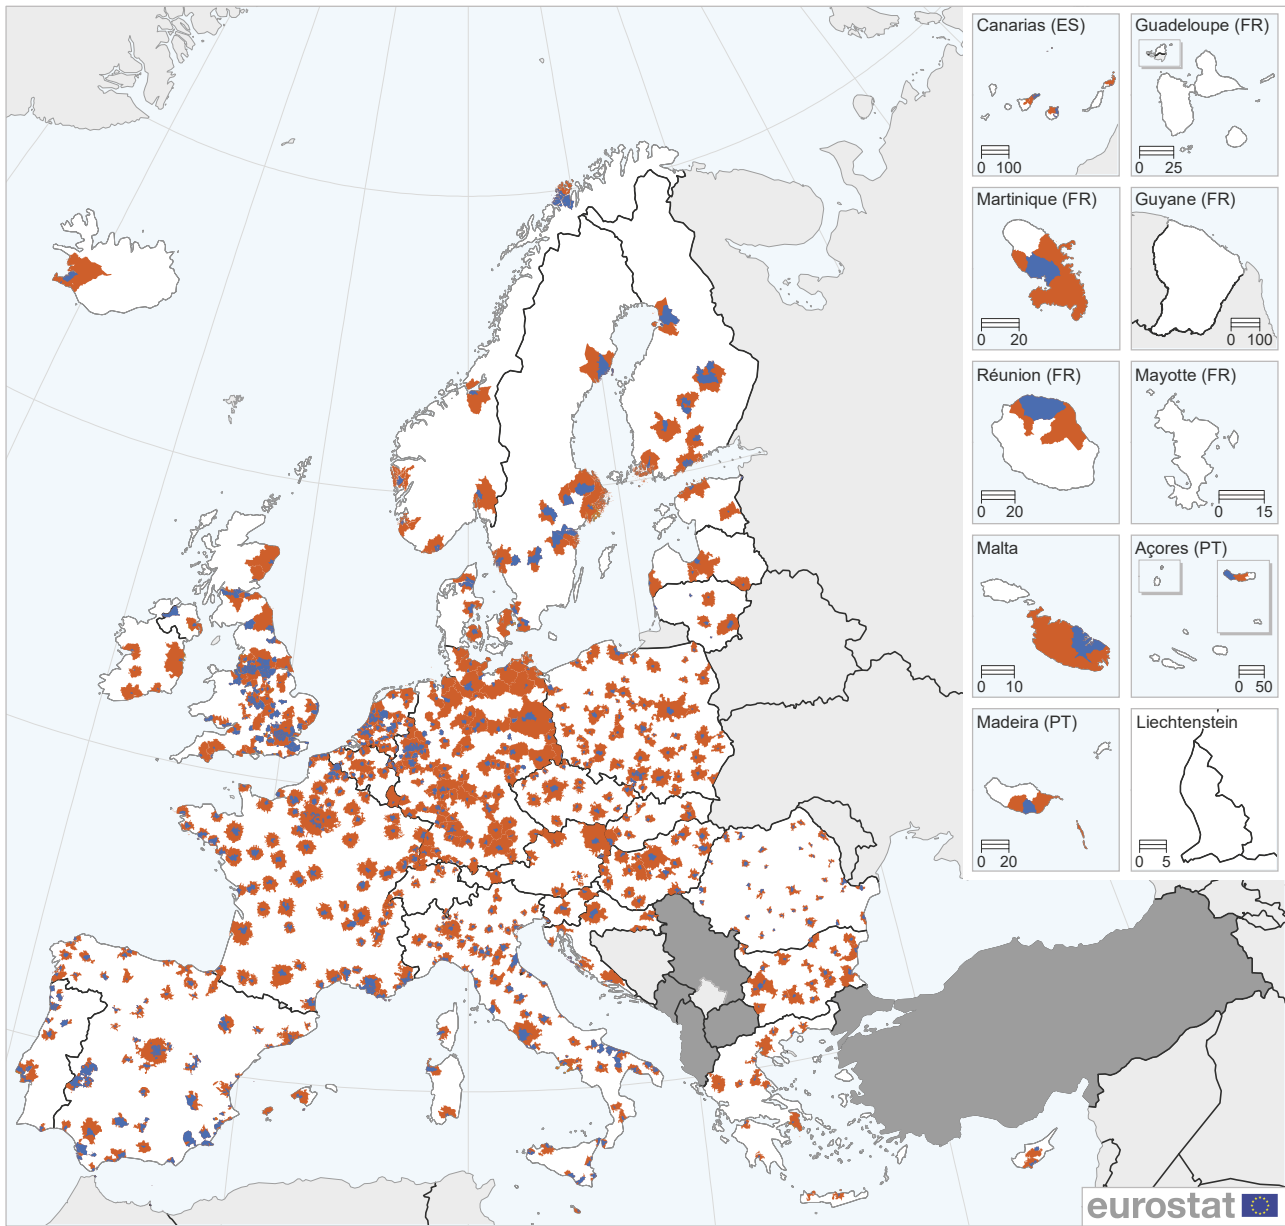 Canarias (ES)
0 100
Guadeloupe (FR)
0 25
Martinique (FR)
0 20
Guyane (FR)
0 100
Réunion (FR)
0 20
Mayotte (FR)
0 15
Malta
0 10
Açores (PT)
0 50
Madeira (PT)
0 20
Liechtenstein
0 5
eurostat